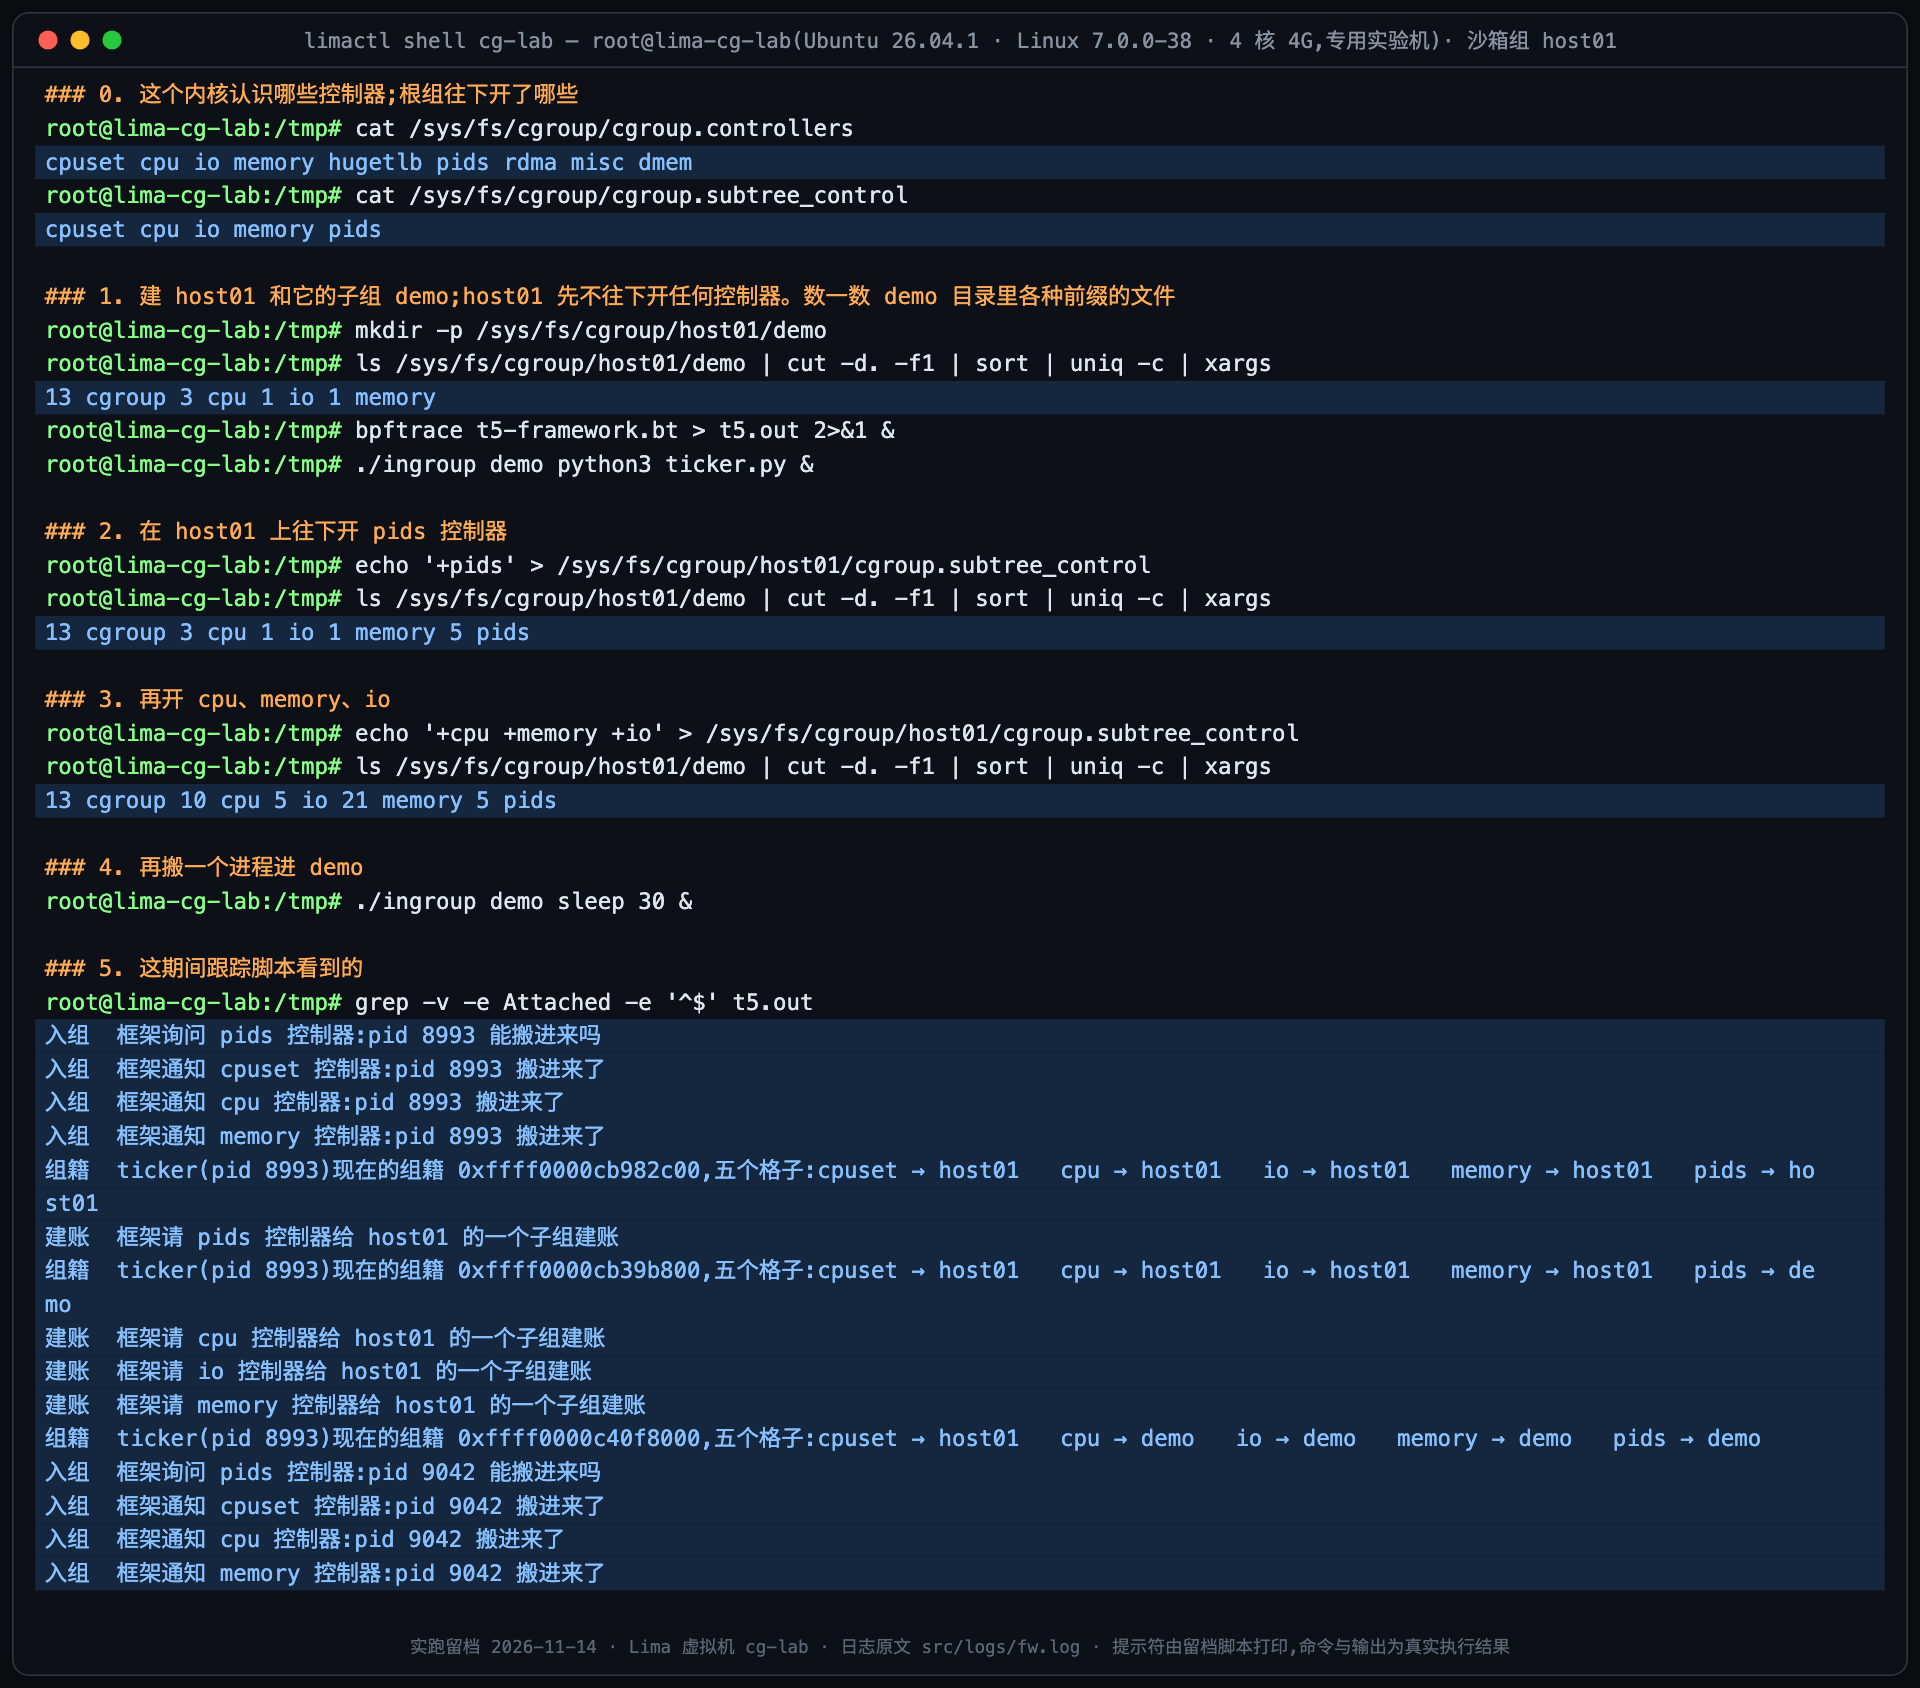 limactl shell cg-lab — root@lima-cg-lab(Ubuntu 26.04.1 · Linux 7.0.0-38 · 4 核 4G,专用实验机)· 沙箱组 host01
### 0. 这个内核认识哪些控制器;根组往下开了哪些
root@lima-cg-lab:/tmp# cat /sys/fs/cgroup/cgroup.controllers
cpuset cpu io memory hugetlb pids rdma misc dmem
root@lima-cg-lab:/tmp# cat /sys/fs/cgroup/cgroup.subtree_control
cpuset cpu io memory pids
### 1. 建 host01 和它的子组 demo;host01 先不往下开任何控制器。数一数 demo 目录里各种前缀的文件
root@lima-cg-lab:/tmp# mkdir -p /sys/fs/cgroup/host01/demo
root@lima-cg-lab:/tmp# ls /sys/fs/cgroup/host01/demo | cut -d. -f1 | sort | uniq -c | xargs
13 cgroup 3 cpu 1 io 1 memory
root@lima-cg-lab:/tmp# bpftrace t5-framework.bt > t5.out 2>&1 &
root@lima-cg-lab:/tmp# ./ingroup demo python3 ticker.py &
### 2. 在 host01 上往下开 pids 控制器
root@lima-cg-lab:/tmp# echo '+pids' > /sys/fs/cgroup/host01/cgroup.subtree_control
root@lima-cg-lab:/tmp# ls /sys/fs/cgroup/host01/demo | cut -d. -f1 | sort | uniq -c | xargs
13 cgroup 3 cpu 1 io 1 memory 5 pids
### 3. 再开 cpu、memory、io
root@lima-cg-lab:/tmp# echo '+cpu +memory +io' > /sys/fs/cgroup/host01/cgroup.subtree_control
root@lima-cg-lab:/tmp# ls /sys/fs/cgroup/host01/demo | cut -d. -f1 | sort | uniq -c | xargs
13 cgroup 10 cpu 5 io 21 memory 5 pids
### 4. 再搬一个进程进 demo
root@lima-cg-lab:/tmp# ./ingroup demo sleep 30 &
### 5. 这期间跟踪脚本看到的
root@lima-cg-lab:/tmp# grep -v -e Attached -e '^$' t5.out
入组  框架询问 pids 控制器:pid 8993 能搬进来吗
入组  框架通知 cpuset 控制器:pid 8993 搬进来了
入组  框架通知 cpu 控制器:pid 8993 搬进来了
入组  框架通知 memory 控制器:pid 8993 搬进来了
组籍  ticker(pid 8993)现在的组籍 0xffff0000cb982c00,五个格子:cpuset → host01   cpu → host01   io → host01   memory → host01   pids → ho
st01
建账  框架请 pids 控制器给 host01 的一个子组建账
组籍  ticker(pid 8993)现在的组籍 0xffff0000cb39b800,五个格子:cpuset → host01   cpu → host01   io → host01   memory → host01   pids → de
mo
建账  框架请 cpu 控制器给 host01 的一个子组建账
建账  框架请 io 控制器给 host01 的一个子组建账
建账  框架请 memory 控制器给 host01 的一个子组建账
组籍  ticker(pid 8993)现在的组籍 0xffff0000c40f8000,五个格子:cpuset → host01   cpu → demo   io → demo   memory → demo   pids → demo
入组  框架询问 pids 控制器:pid 9042 能搬进来吗
入组  框架通知 cpuset 控制器:pid 9042 搬进来了
入组  框架通知 cpu 控制器:pid 9042 搬进来了
入组  框架通知 memory 控制器:pid 9042 搬进来了
实跑留档 2026-11-14 · Lima 虚拟机 cg-lab · 日志原文 src/logs/fw.log · 提示符由留档脚本打印,命令与输出为真实执行结果